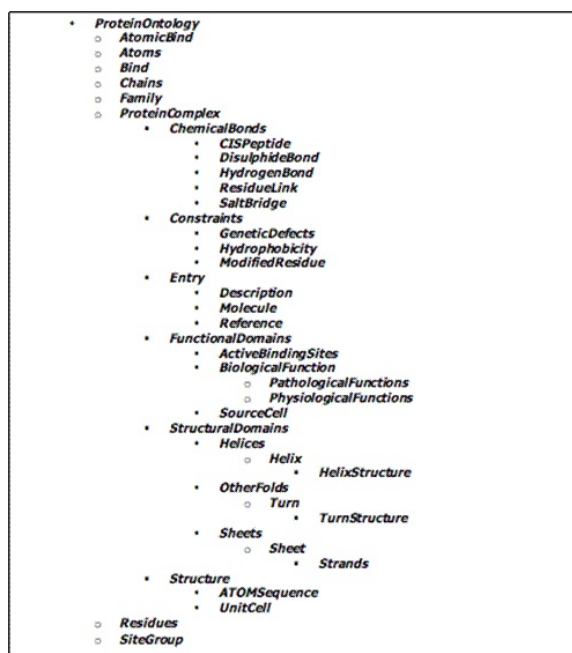 ProteinOntology
AtomicBind
Atoms
Bind
Chains
Family
ProteinComplex
ChemicalBonds
CISPeptide
DisulphideBond
HydrogenBond
ResidueLink
SaltBridge
Constraints
GeneticDefects
Hydrophobicity
ModifiedResidue
Entry
Description
Molecule
Reference
FunctionalDomains
ActiveBindingSites
BiologicalFunction
PathologicalFunctions
PhysiologicalFunctions
SourceCell
StructuralDomains
Helices
Helix
HelixStructure
OtherFolds
Turn
TurnStructure
Sheets
Sheet
Strands
Structure
ATOMSequence
UnitCell
Residues
SiteGroup